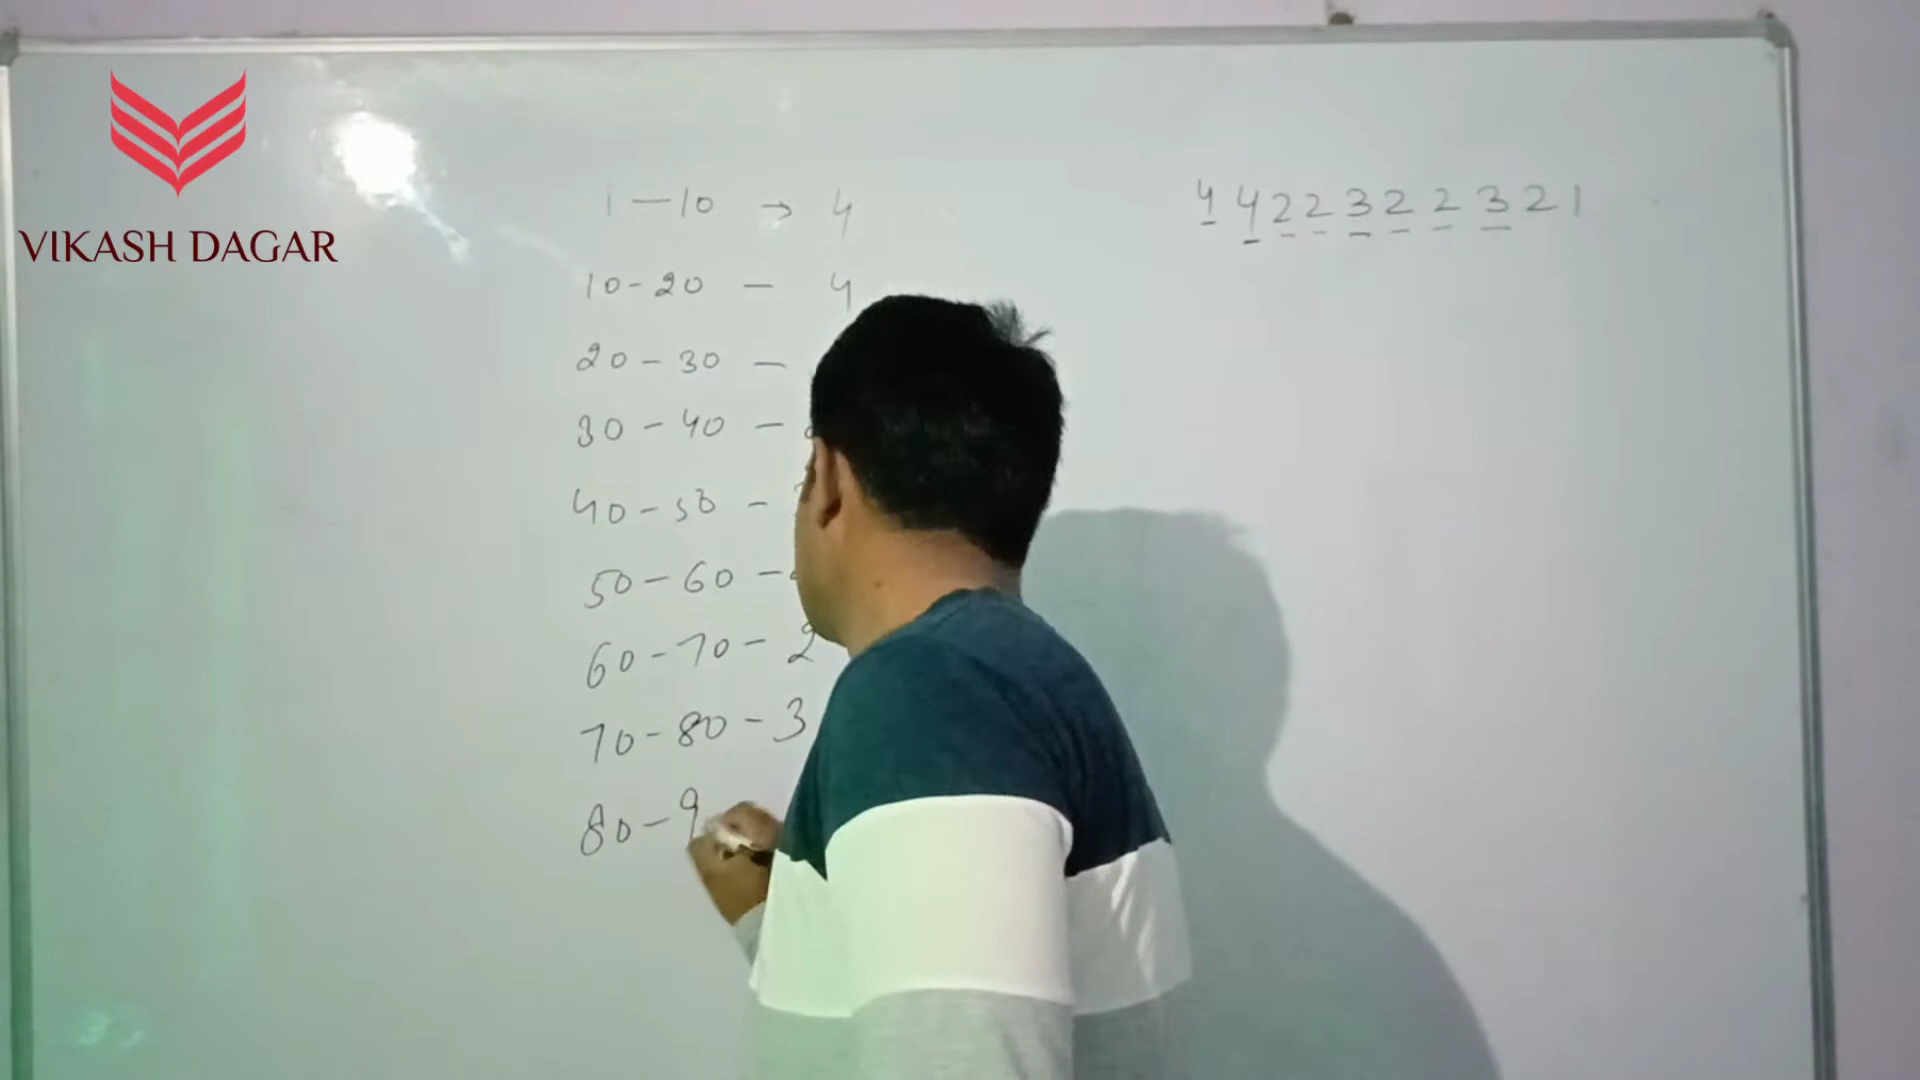 VIKASH DAGAR
1 — 10 → 4
10 - 20 — 4
20 - 30 —
30 - 40 —
40 - 50 -
50 - 60 -
60 - 70 - 2
70 - 80 - 3
80 - 9
4 4 2 2 3 2 2 3 2 1